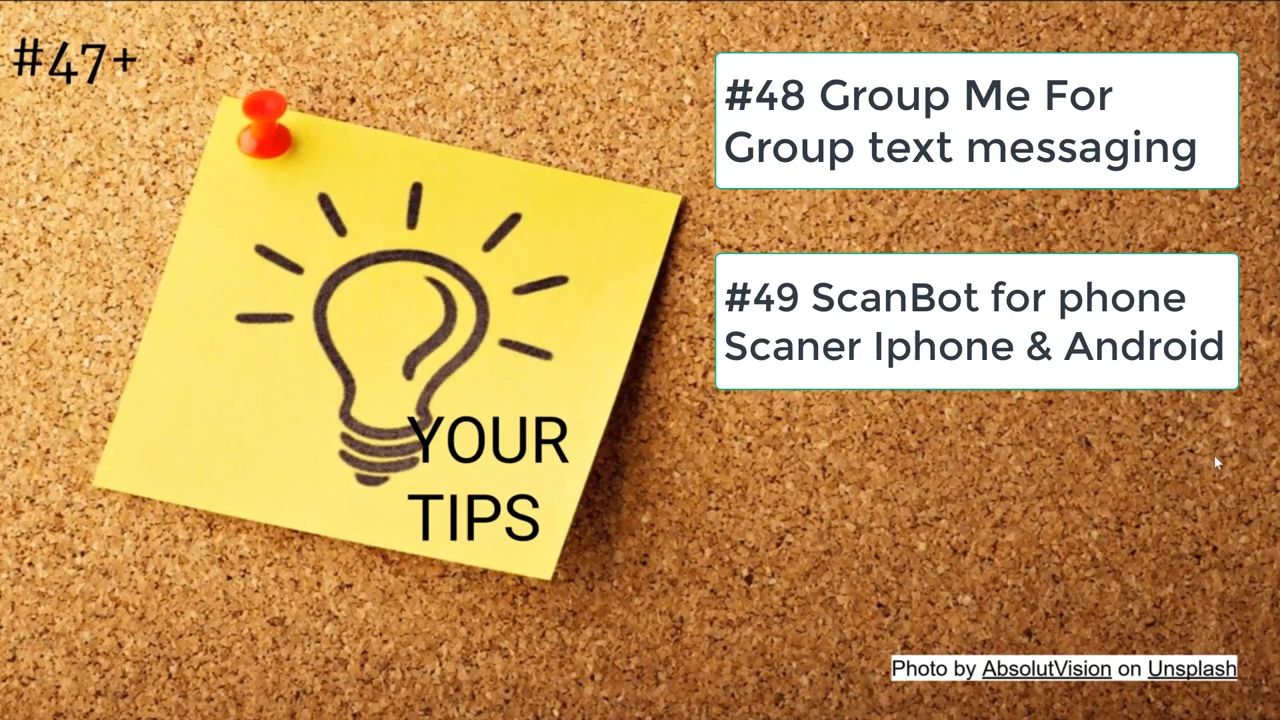 #47+
#48 Group Me For
Group text messaging
#49 ScanBot for phone
Scaner Iphone & Android
YOUR
TIPS
Photo by AbsolutVision on Unsplash